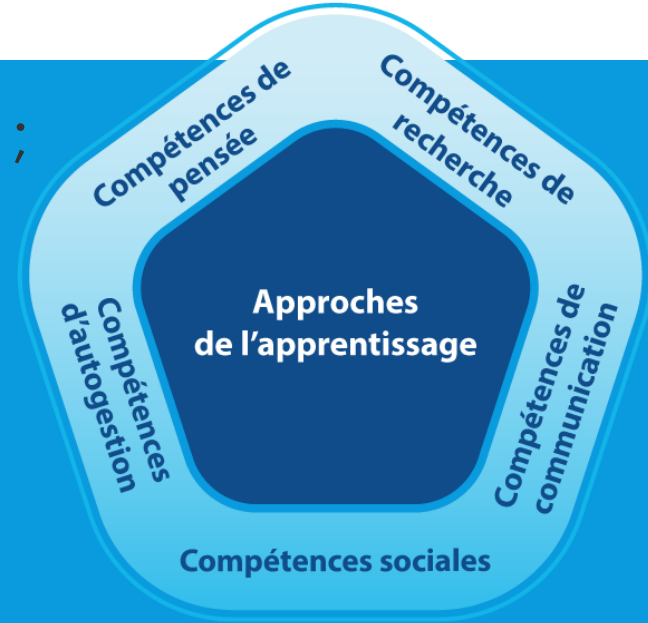 ;
Compétences de
pensée
Compétences de
recherche
Approches
de l’apprentissage
Compétences
d’autogestion
Compétences de
communication
Compétences sociales